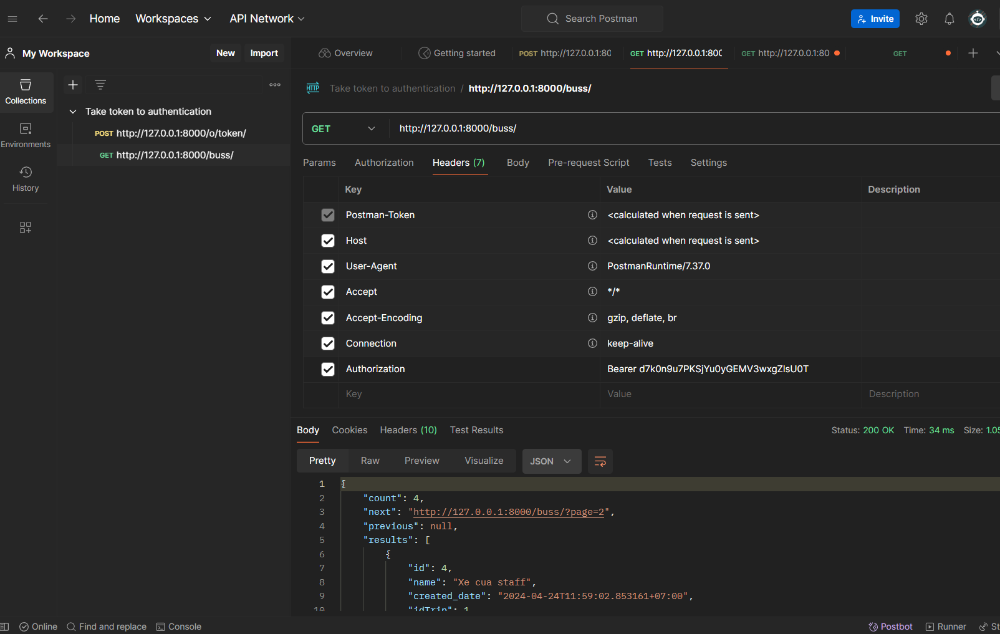 Home Workspaces API Network Search Postman Invite
My Workspace New Import
Overview Getting started POST http://127.0.0.1:80 GET http://127.0.0.1:800 GET http://127.0.0.1:80 GET
Collections
Environments
History
Take token to authentication
POST http://127.0.0.1:8000/o/token/
GET http://127.0.0.1:8000/buss/
HTTP Take token to authentication / http://127.0.0.1:8000/buss/
GET http://127.0.0.1:8000/buss/
Params Authorization Headers (7) Body Pre-request Script Tests Settings
Key Value Description
Postman-Token <calculated when request is sent>
Host <calculated when request is sent>
User-Agent PostmanRuntime/7.37.0
Accept */*
Accept-Encoding gzip, deflate, br
Connection keep-alive
Authorization Bearer d7k0n9u7PKSjYu0yGEMV3wxgZlsU0T
Key Value Description
Body Cookies Headers (10) Test Results Status: 200 OK Time: 34 ms Size: 1.05
Pretty Raw Preview Visualize JSON
1 {
2 "count": 4,
3 "next": "http://127.0.0.1:8000/buss/?page=2",
4 "previous": null,
5 "results": [
6 {
7 "id": 4,
8 "name": "Xe cua staff",
9 "created_date": "2024-04-24T11:59:02.853161+07:00",
10 "idTrip": 1
Online Find and replace Console Postbot Runner St